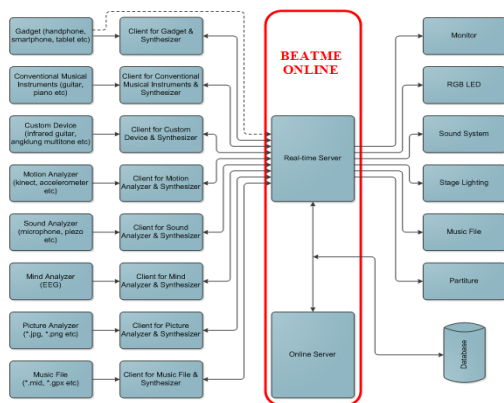 Gadget (handphone,
smartphone, tablet etc)
Client for Gadget &
Synthesizer
Conventional Musical
Instruments (guitar,
piano etc)
Client for Conventional
Musical Instruments &
Synthesizer
Custom Device
(infrared guitar,
angklung multitone etc)
Client for Custom
Device & Synthesizer
Motion Analyzer
(kinect, accelerometer
etc)
Client for Motion
Analyzer & Synthesizer
Sound Analyzer
(microphone, piezo
etc)
Client for Sound
Analyzer & Synthesizer
Mind Analyzer
(EEG)
Client for Mind
Analyzer & Synthesizer
Picture Analyzer
(*.jpg, *.png etc)
Client for Picture
Analyzer & Synthesizer
Music File
(*.mid, *.gpx etc)
Client for Music File &
Synthesizer
BEATME
ONLINE
Real-time Server
Online Server
Monitor
RGB LED
Sound System
Stage Lighting
Music File
Partiture
Database